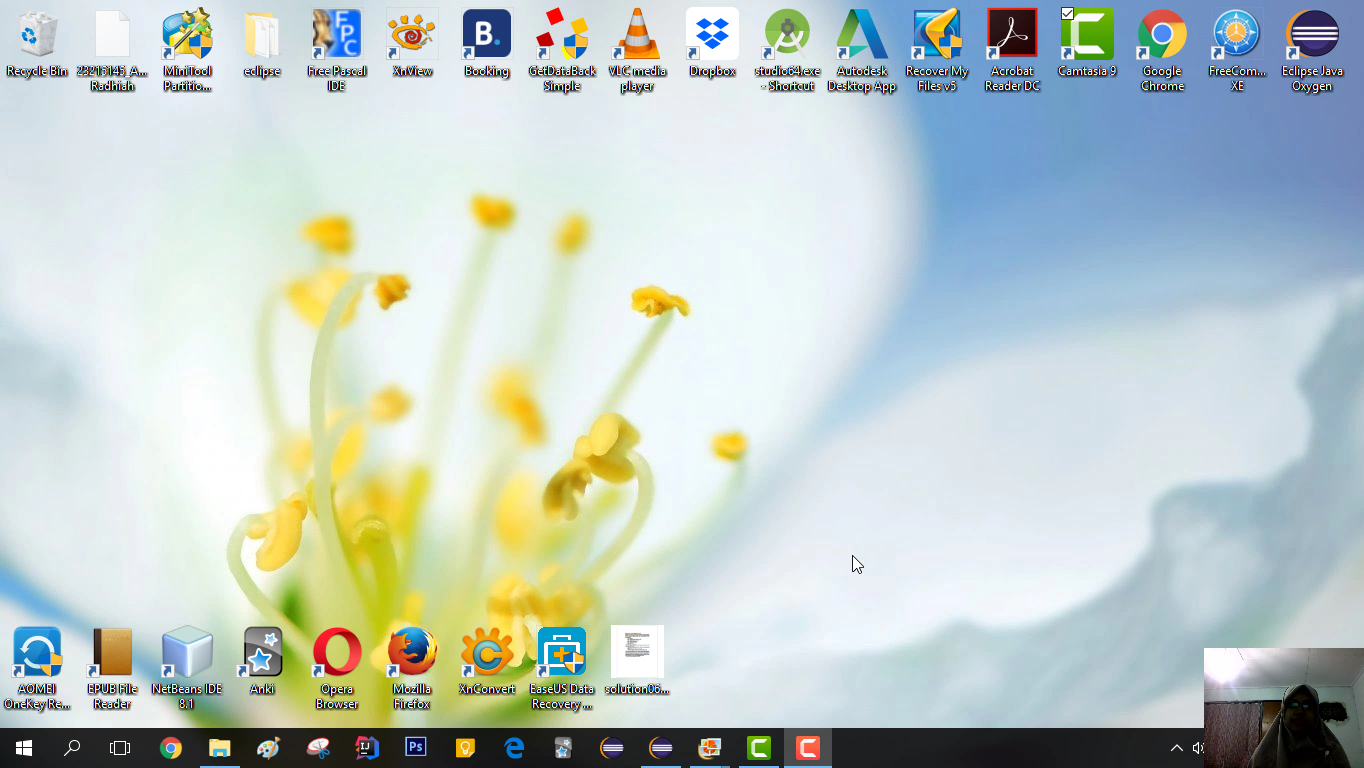 Recycle Bin
23215145_A...
Radhiah
MiniTool
Partitio...
eclipse
Free Pascal
IDE
XnView
Booking
GetDataBack
Simple
VLC media
player
Dropbox
studio64.exe
- Shortcut
Autodesk
Desktop App
Recover My
Files v5
Acrobat
Reader DC
Camtasia 9
Google
Chrome
FreeCom...
XE
Eclipse Java
Oxygen
AOMEI
OneKey Re...
EPUB File
Reader
NetBeans IDE
8.1
Anki
Opera
Browser
Mozilla
Firefox
XnConvert
EaseUS Data
Recovery ...
solution06...